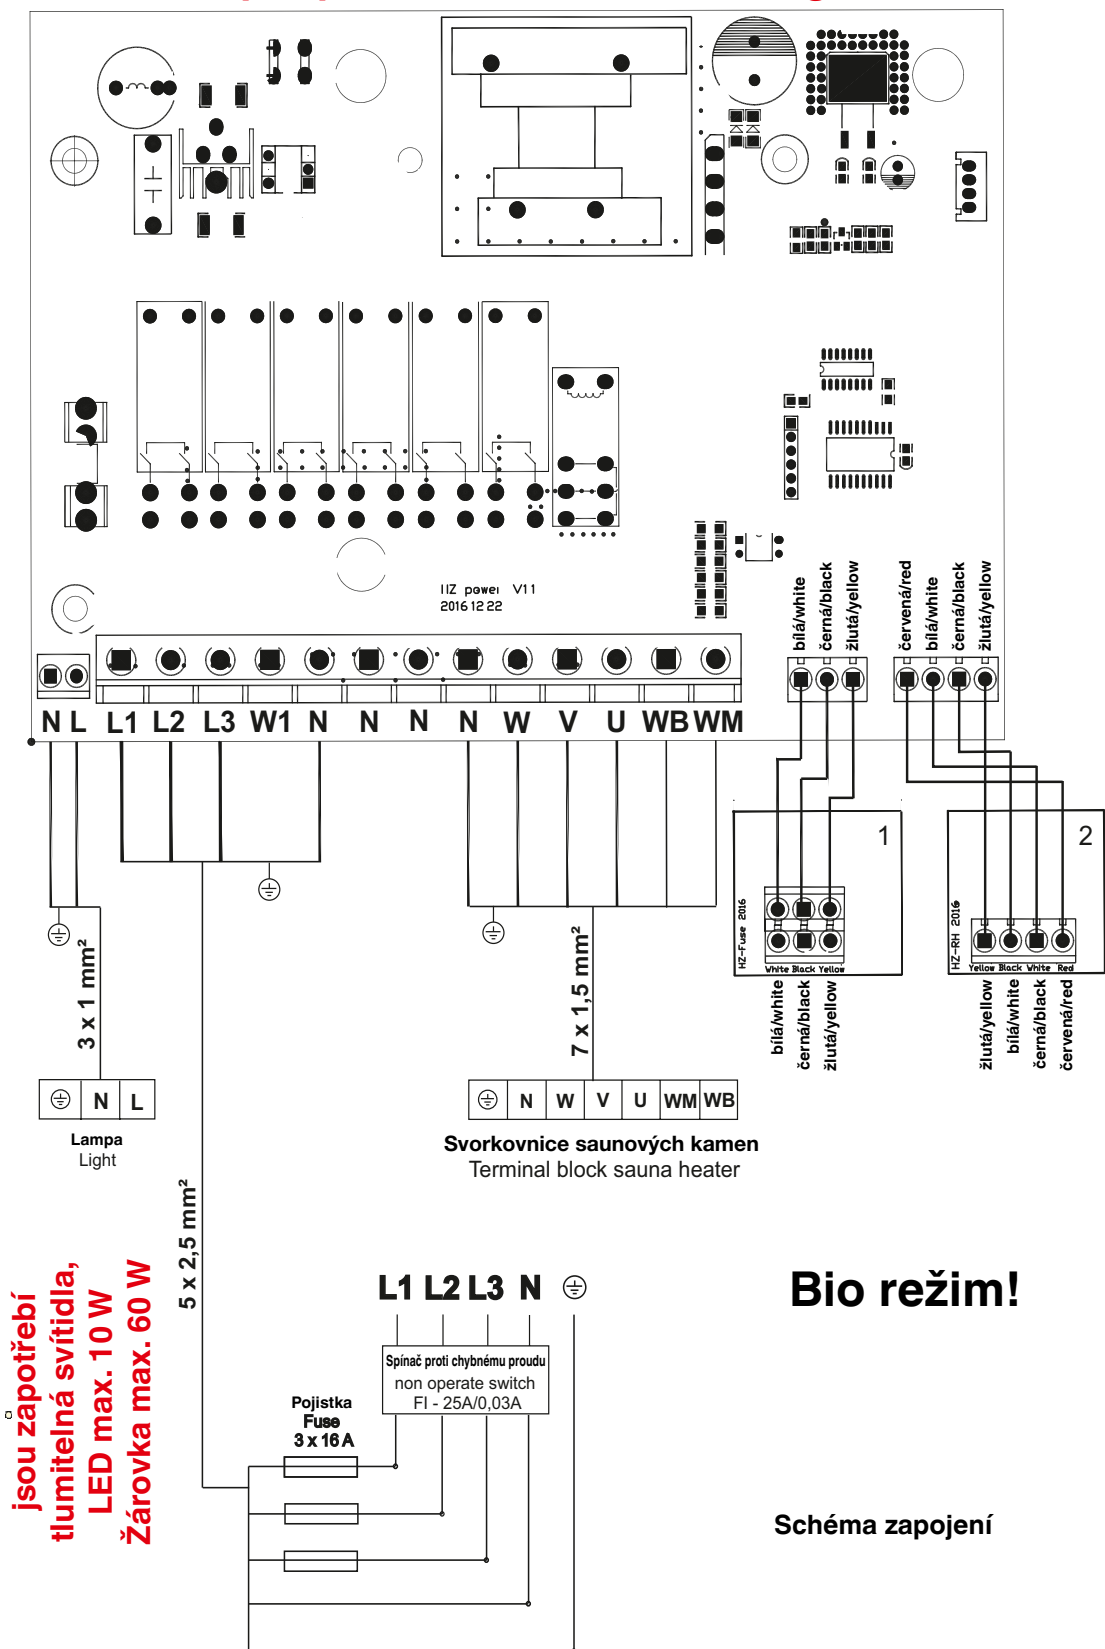 IIZ power V11
2016 12 22
bílá/white
černá/black
žlutá/yellow
červená/red
bílá/white
černá/black
žlutá/yellow
N L L1 L2 L3 W1 N N N N W V U WB WM
1
HZ-Fuse 2016
White Black Yellow
bílá/white
černá/black
žlutá/yellow
2
HZ-RH 2016
Yellow Black White Red
žlutá/yellow
bílá/white
černá/black
červená/red
3 x 1 mm²
7 x 1,5 mm²
N L
Lampa
Light
N W V U WM WB
Svorkovnice saunových kamen
Terminal block sauna heater
5 x 2,5 mm²
jsou zapotřebí
tlumitelná svítidla,
LED max. 10 W
Žárovka max. 60 W
L1 L2 L3 N
Spínač proti chybnému proudu
non operate switch
FI - 25A/0,03A
Pojistka
Fuse
3 x 16 A
Bio režim!
Schéma zapojení